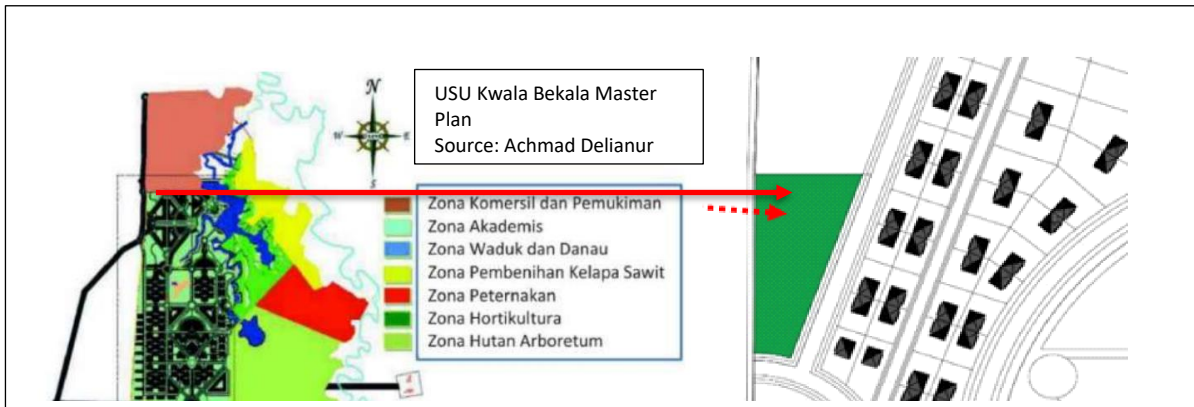 USU Kwala Bekala Master
Plan
Source: Achmad Delianur
N
W
E
S
Zona Komersil dan Pemukiman
Zona Akademis
Zona Waduk dan Danau
Zona Pembenihan Kelapa Sawit
Zona Peternakan
Zona Hortikultura
Zona Hutan Arboretum